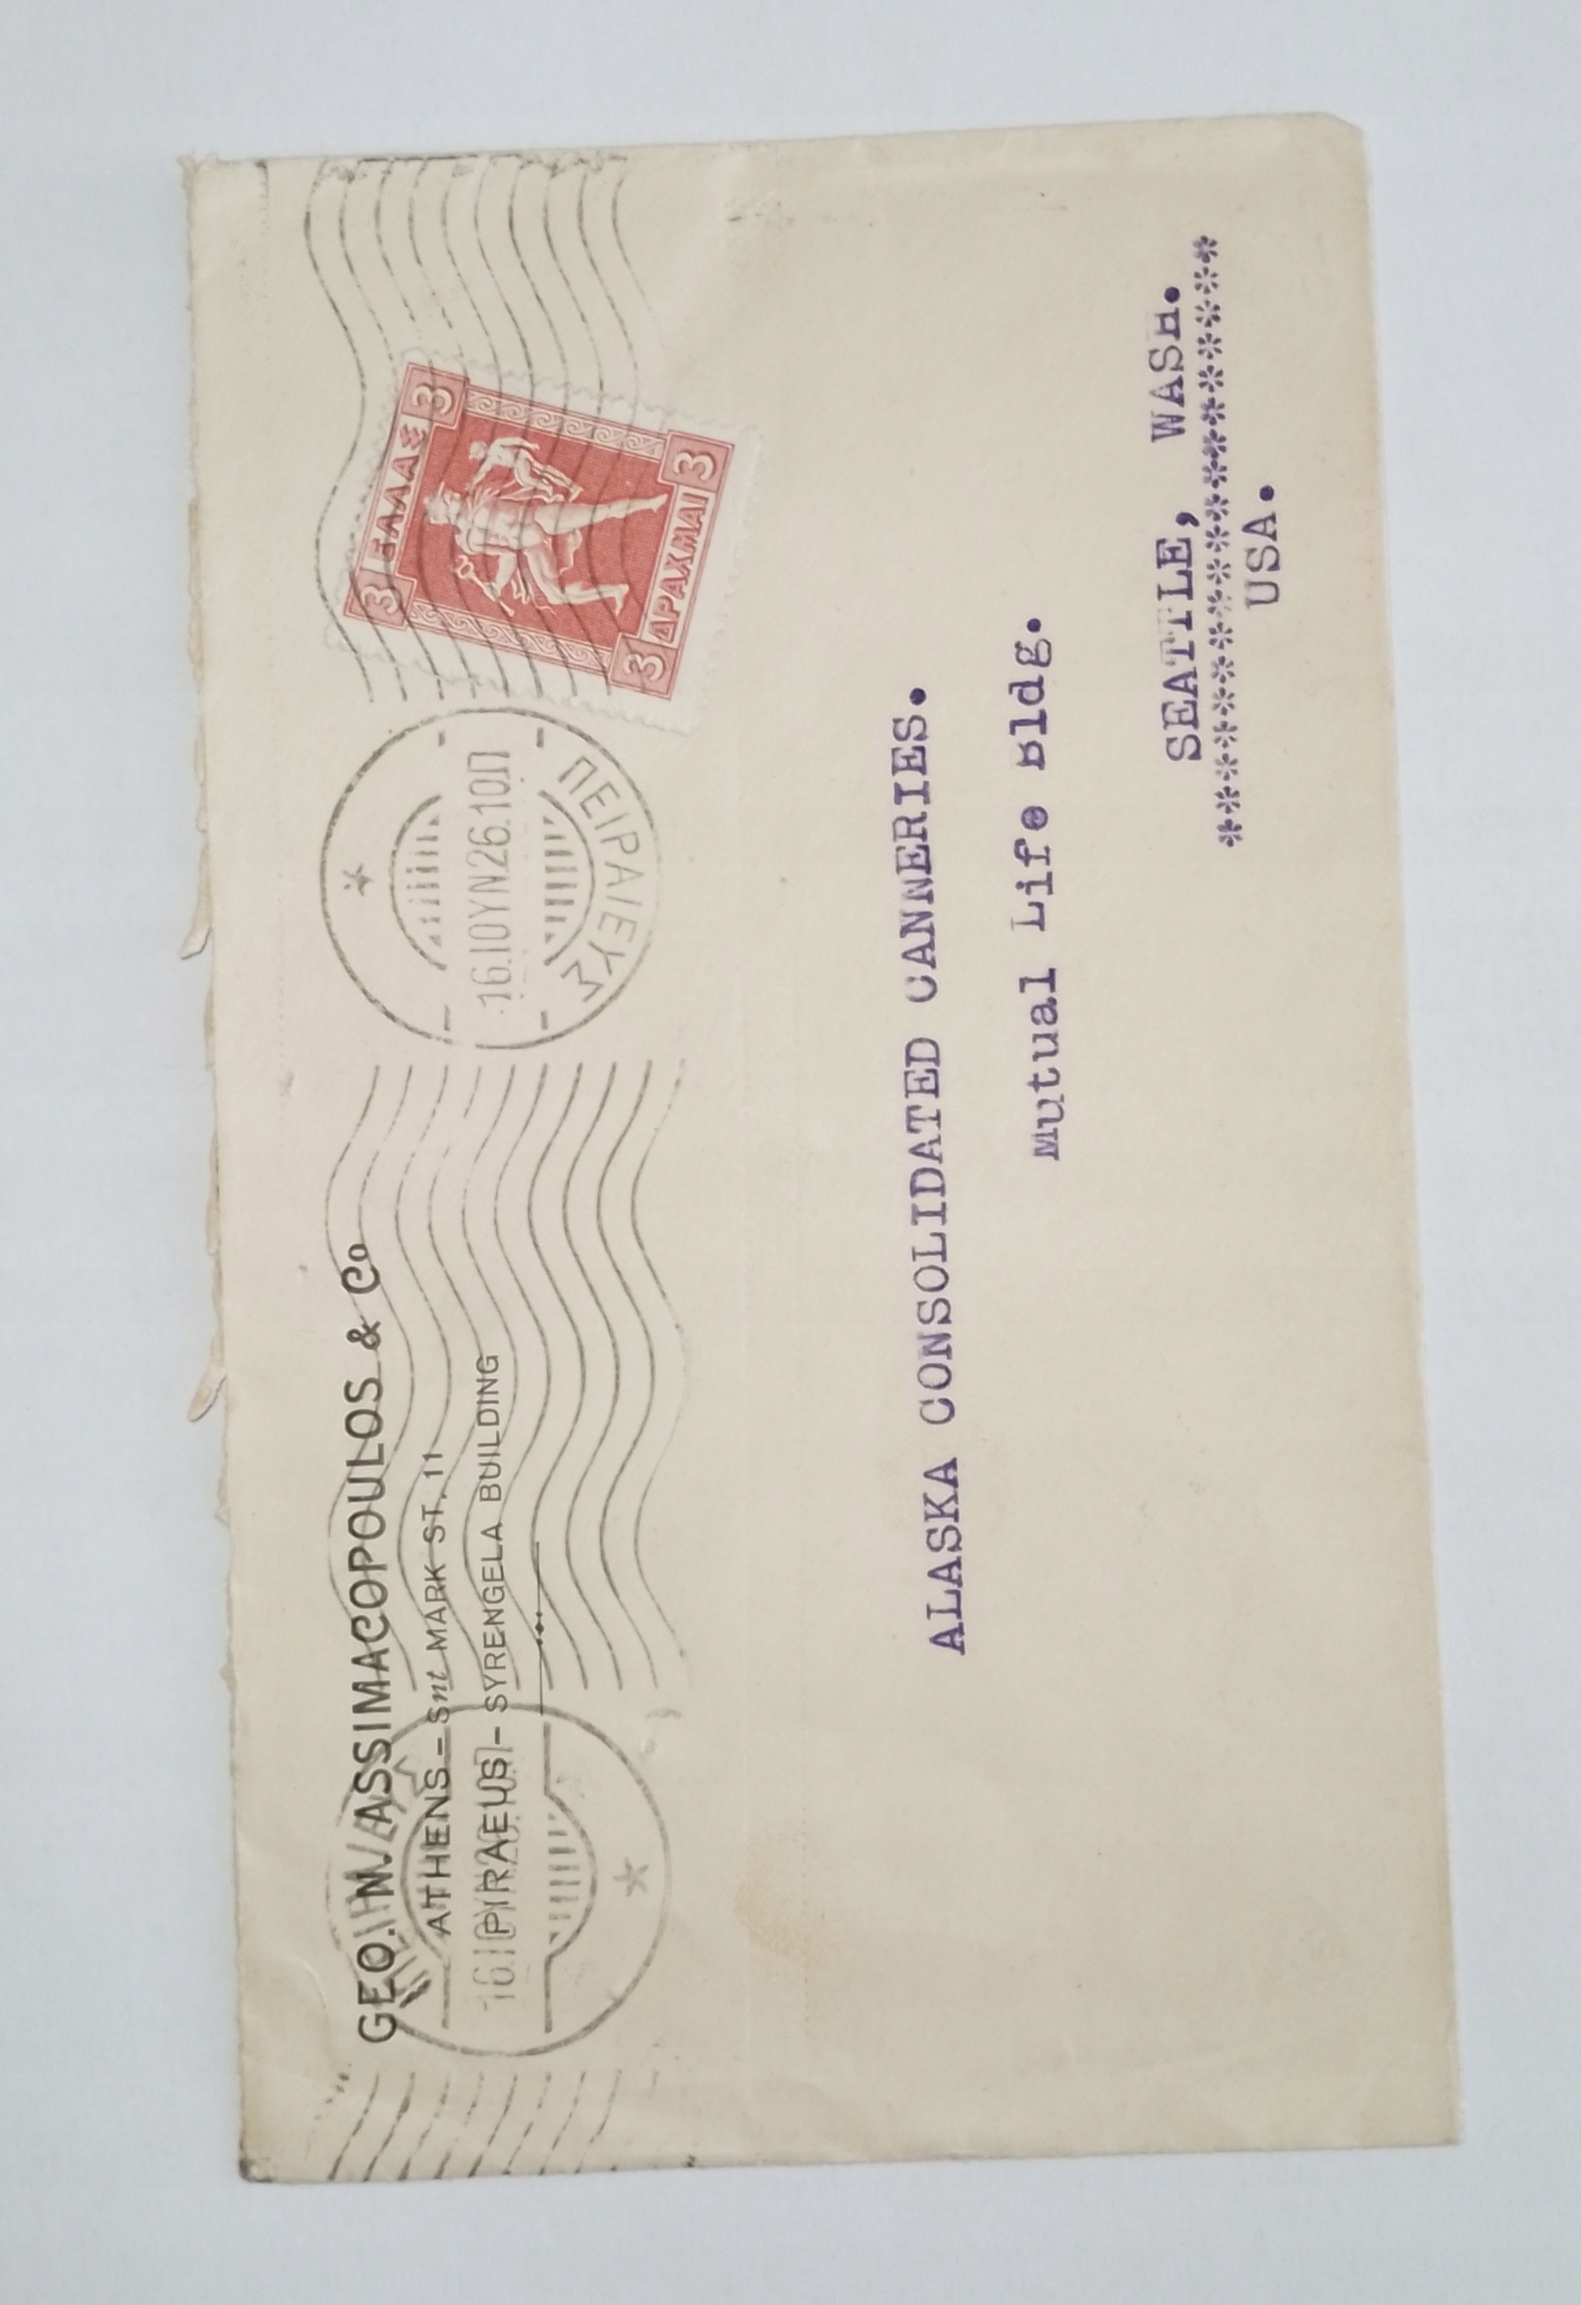 GEO. N. ASSIMACOPOULOS & Co
ATHENS – Snt MARK ST. 11
PIRAEUS – SYRENGELA BUILDING
16.ΙΟΥΝ26.10Π
ΠΕΙΡΑΙΕΥΣ
3 ΕΛΛΑΣ 3
3 ΔΡΑΧΜΑΙ 3
ALASKA CONSOLIDATED CANNERIES.
Mutual Life Bldg.
SEATTLE, WASH.
***********************
USA.